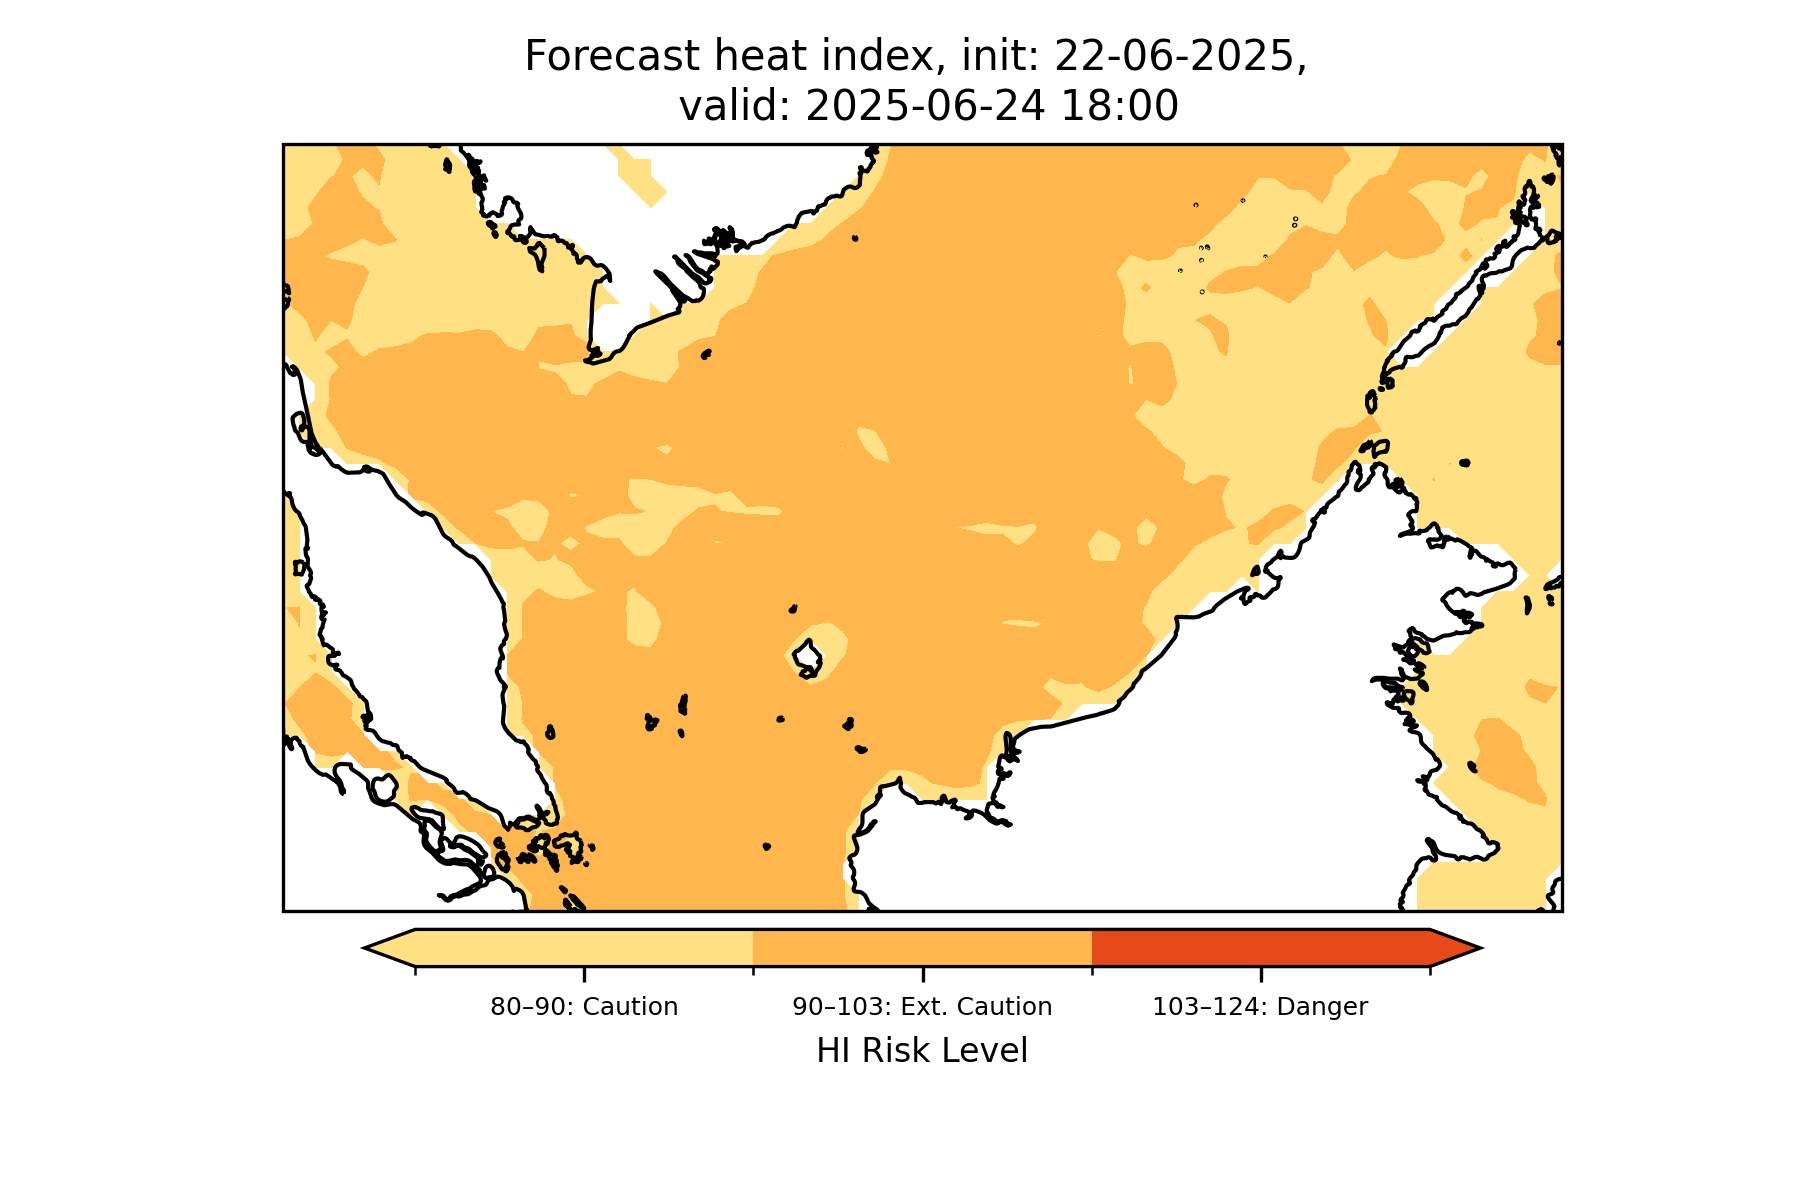 Forecast heat index, init: 22-06-2025,
valid: 2025-06-24 18:00
80–90: Caution
90–103: Ext. Caution
103–124: Danger
HI Risk Level